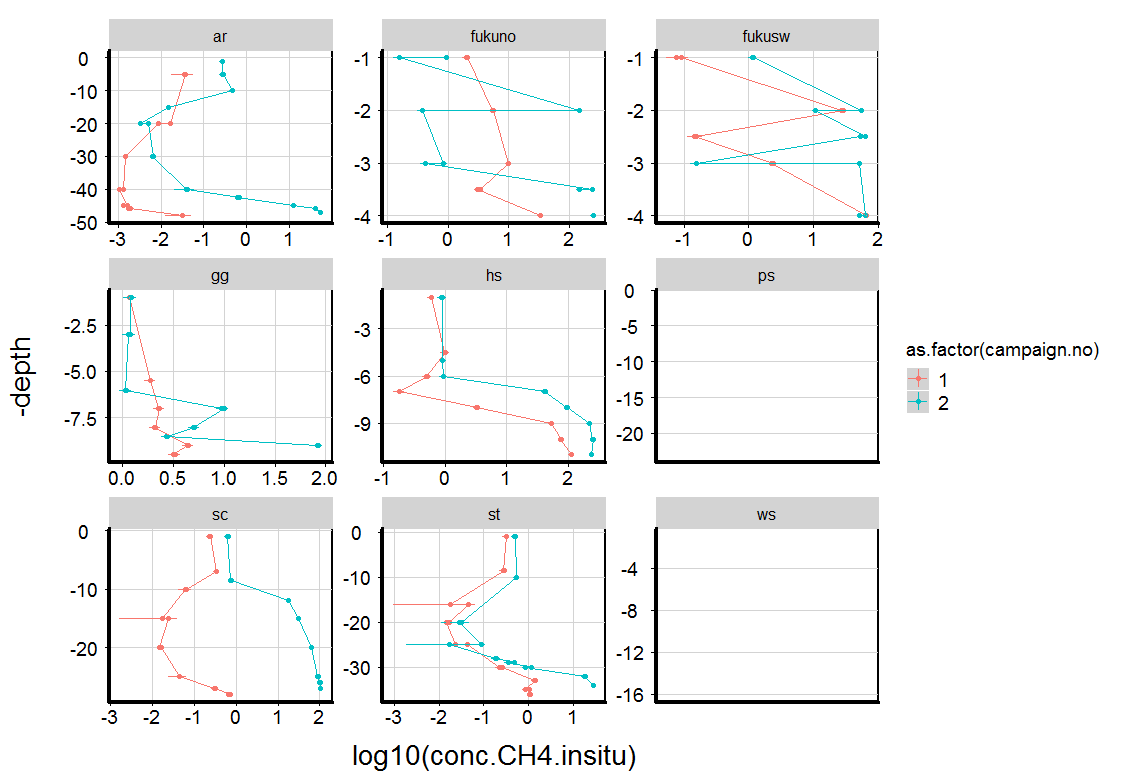 ar fukuno fukusw
0 -10 -20 -30 -40 -50
-1 -2 -3 -4
-1 -2 -3 -4
-3 -2 -1 0 1
-1 0 1 2
-1 0 1 2
gg hs ps
-2.5 -5.0 -7.5
-3 -6 -9
0 -5 -10 -15 -20
0.0 0.5 1.0 1.5 2.0
-1 0 1 2
sc st ws
0 -10 -20
0 -10 -20 -30
-4 -8 -12 -16
-3 -2 -1 0 1 2
-3 -2 -1 0 1
-depth
log10(conc.CH4.insitu)
as.factor(campaign.no)
1
2